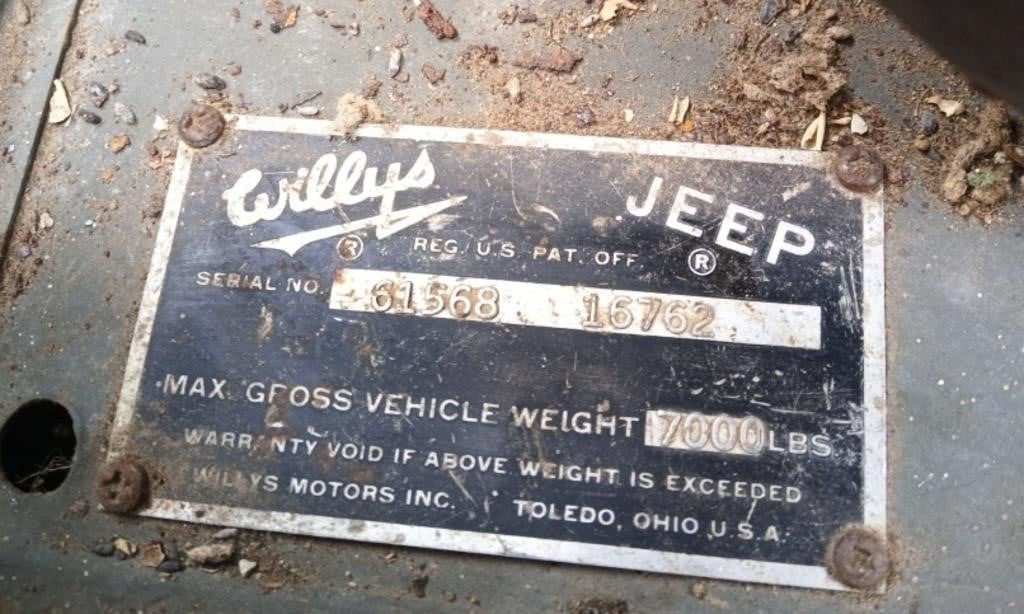 Willys JEEP
® REG. U.S. PAT. OFF. ®
SERIAL NO. 61568 16762
MAX. GROSS VEHICLE WEIGHT 7000 LBS.
WARRANTY VOID IF ABOVE WEIGHT IS EXCEEDED
WILLYS MOTORS INC. TOLEDO, OHIO U.S.A.